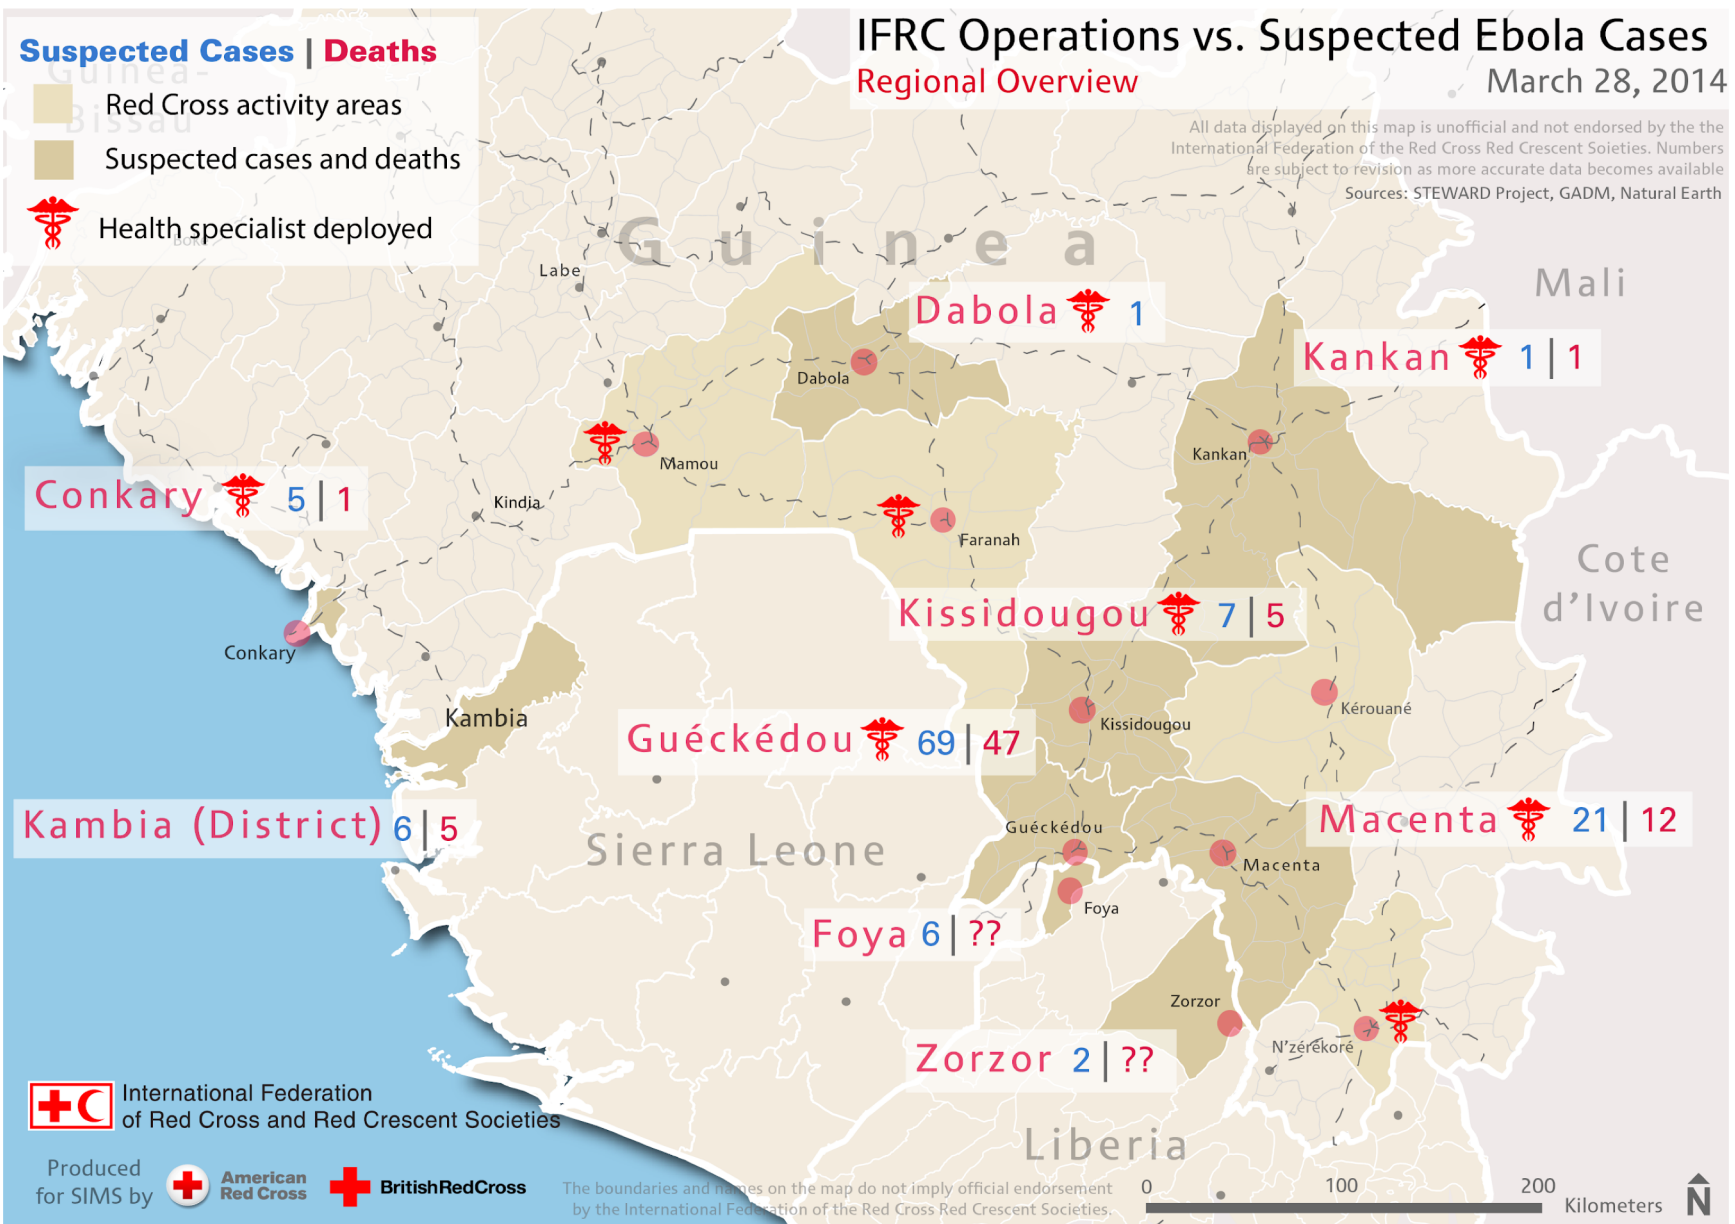 IFRC Operations vs. Suspected Ebola Cases
Regional Overview
March 28, 2014
All data displayed on this map is unofficial and not endorsed by the the
International Federation of the Red Cross Red Crescent Soieties. Numbers
are subject to revision as more accurate data becomes available
Sources: STEWARD Project, GADM, Natural Earth
Suspected Cases | Deaths
Guinea-
Bissau
Red Cross activity areas
Suspected cases and deaths
Health specialist deployed
Boke
Guinea
Labe
Mali
Dabola 1
Kankan 1|1
Dabola
Kankan
Mamou
Conkary 5|1
Kindia
Faranah
Cote
d'Ivoire
Kissidougou 7|5
Conkary
Kambia
Kérouané
Kissidougou
Guéckédou 69|47
Kambia (District) 6|5
Sierra Leone
Guéckédou
Macenta 21|12
Macenta
Foya
Foya 6|??
Zorzor
Zorzor 2|??
N'zérékoré
Liberia
International Federation
of Red Cross and Red Crescent Societies
Produced
for SIMS by
American
Red Cross
BritishRedCross
The boundaries and names on the map do not imply official endorsement
by the International Federation of the Red Cross Red Crescent Societies.
0 100 200
Kilometers
N